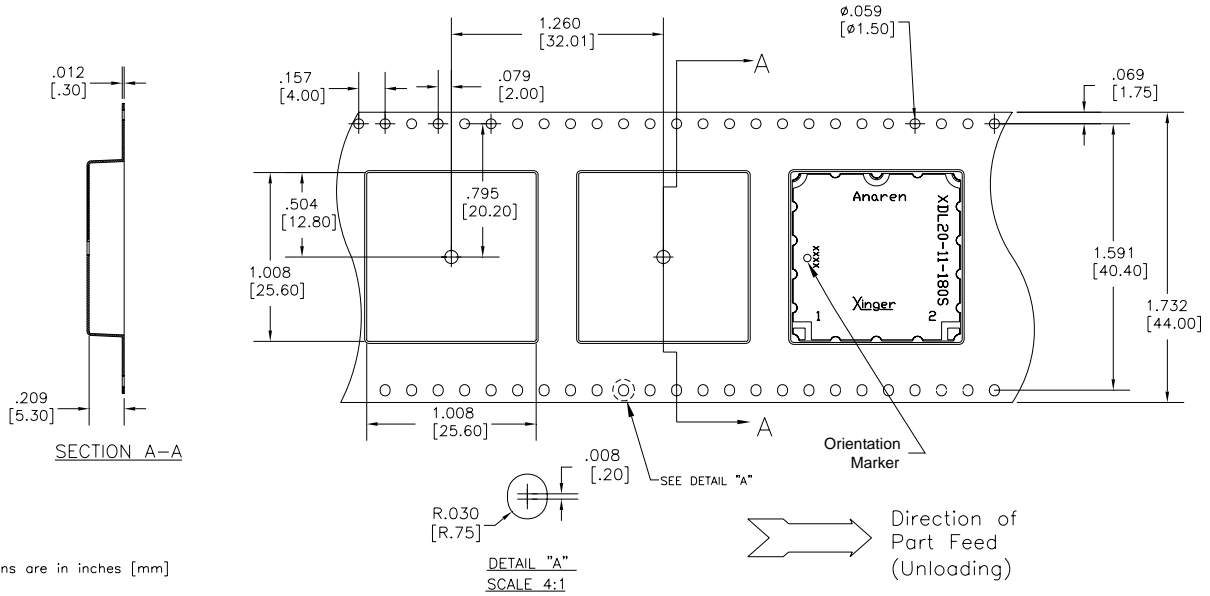 1.260
[32.01]
ø.059
[ø1.50]
.012
[.30]
.157
[4.00]
.079
[2.00]
A
.069
[1.75]
.504
[12.80]
.795
[20.20]
Anaren
XDL20-11-180S
XXXX
Xinger
1
2
1.008
[25.60]
1.591
[40.40]
1.732
[44.00]
.209
[5.30]
SECTION A-A
1.008
[25.60]
A
Orientation
Marker
.008
[.20]
SEE DETAIL "A"
R.030
[R.75]
DETAIL "A"
SCALE 4:1
Direction of
Part Feed
(Unloading)
ns are in inches [mm]